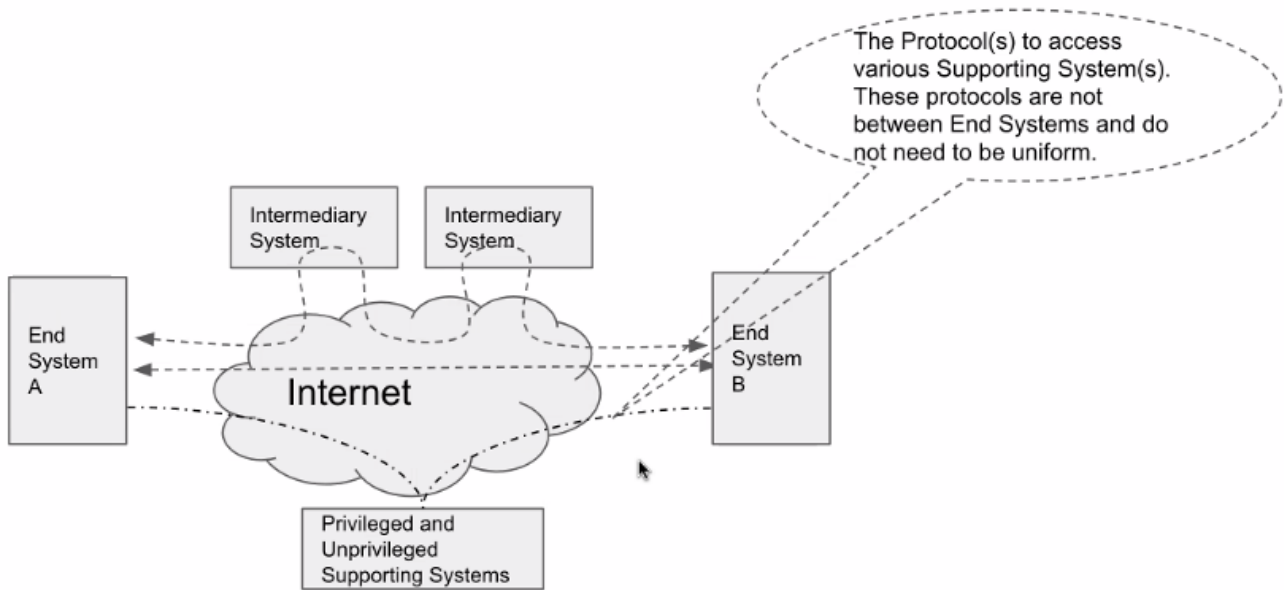 The Protocol(s) to access
various Supporting System(s).
These protocols are not
between End Systems and do
not need to be uniform.
Intermediary
System
Intermediary
System
End
System
A
Internet
End
System
B
Privileged and
Unprivileged
Supporting Systems